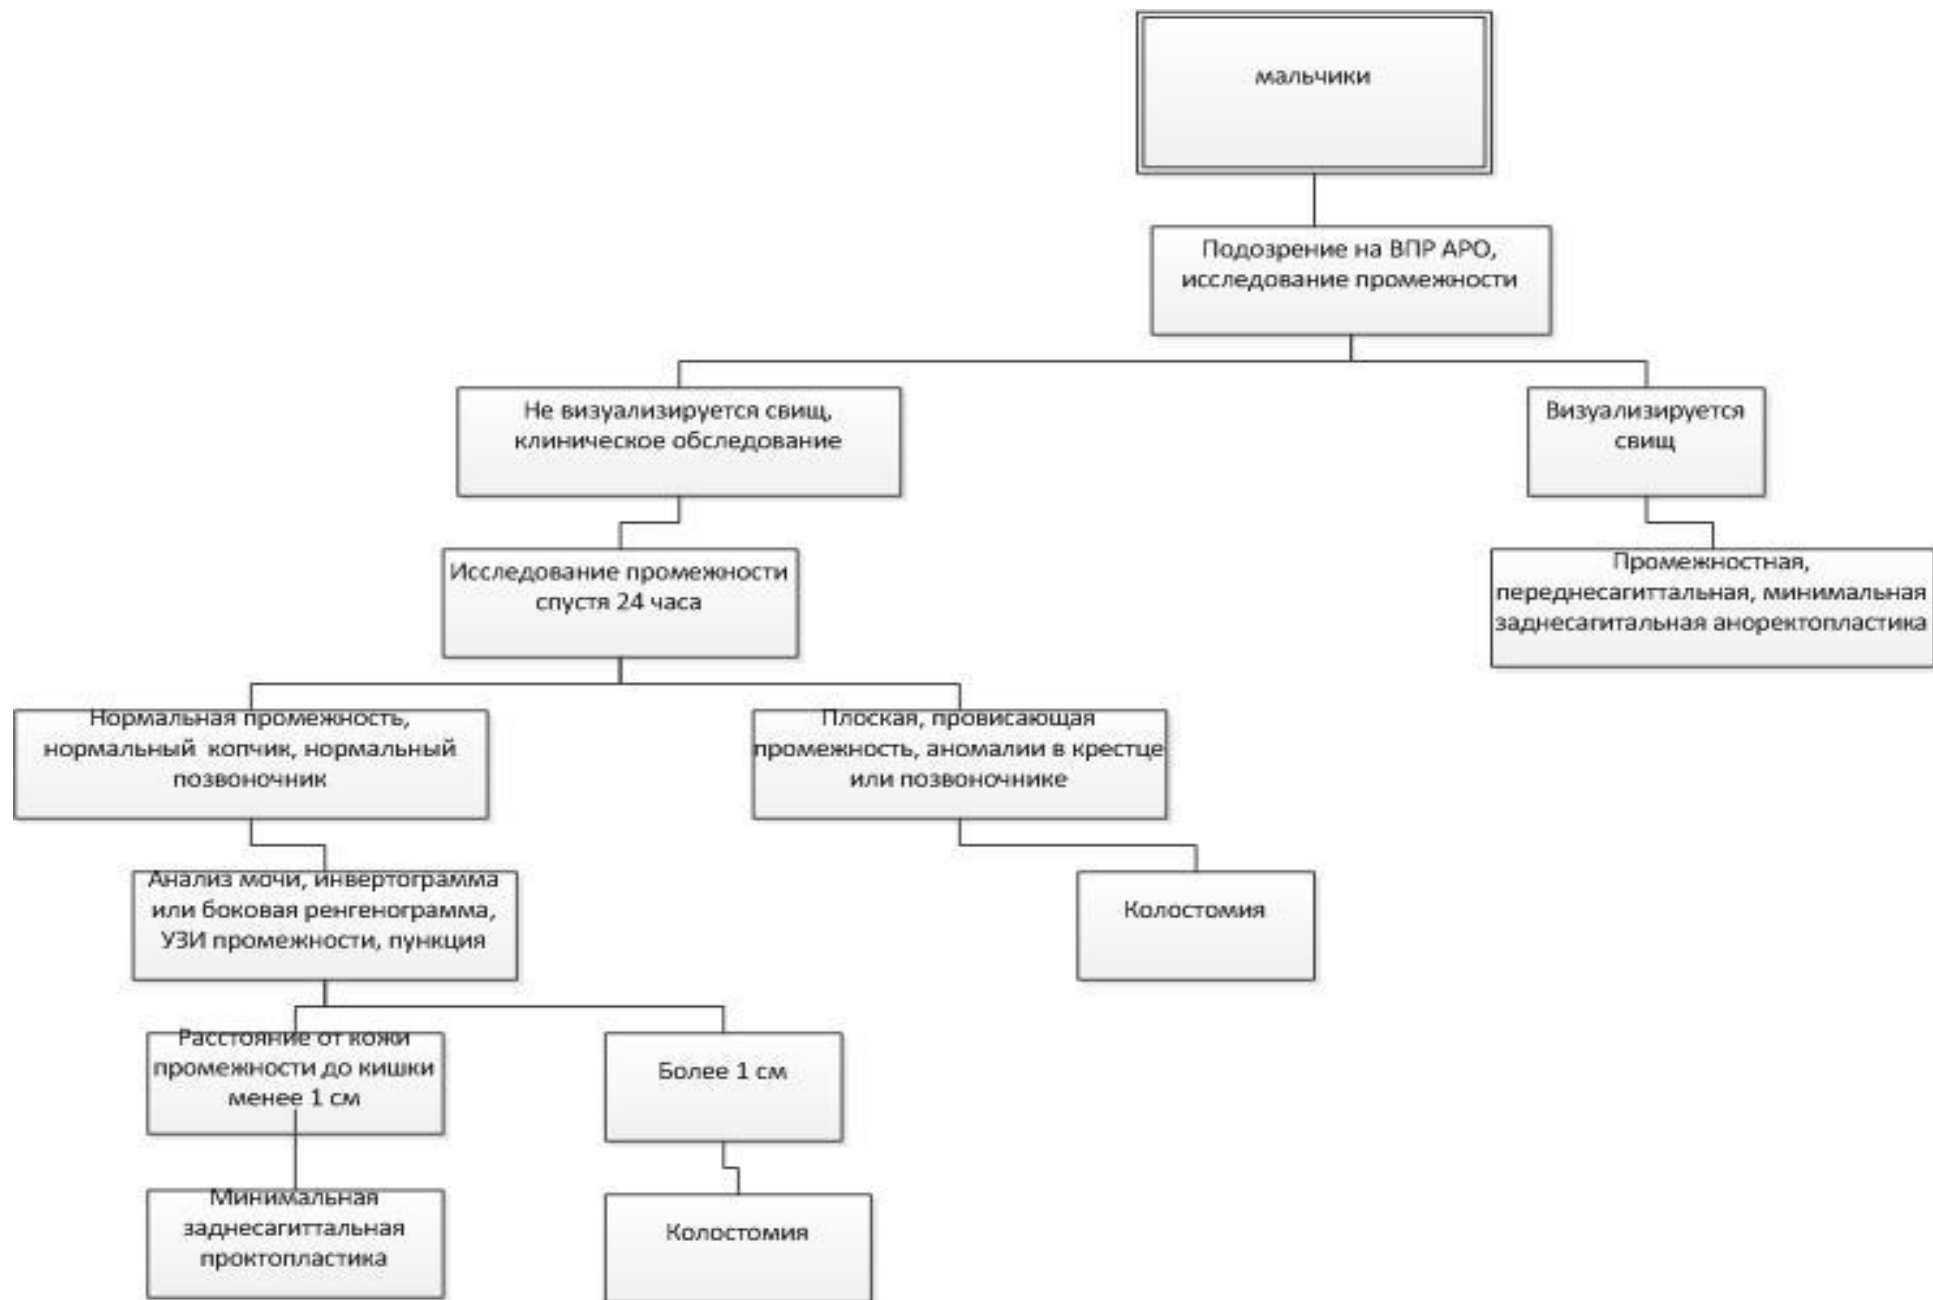 мальчики
Подозрение на ВПР АРО,
исследование промежности
Не визуализируется свищ,
клиническое обследование
Визуализируется
свищ
Исследование промежности
спустя 24 часа
Промежностная,
переднесагиттальная, минимальная
заднесагитальная аноректопластика
Нормальная промежность,
нормальный копчик, нормальный
позвоночник
Плоская, провисающая
промежность, аномалии в крестце
или позвоночнике
Анализ мочи, инвертограмма
или боковая ренгенограмма,
УЗИ промежности, пункция
Колостомия
Расстояние от кожи
промежности до кишки
менее 1 см
Более 1 см
Минимальная
заднесагиттальная
проктопластика
Колостомия